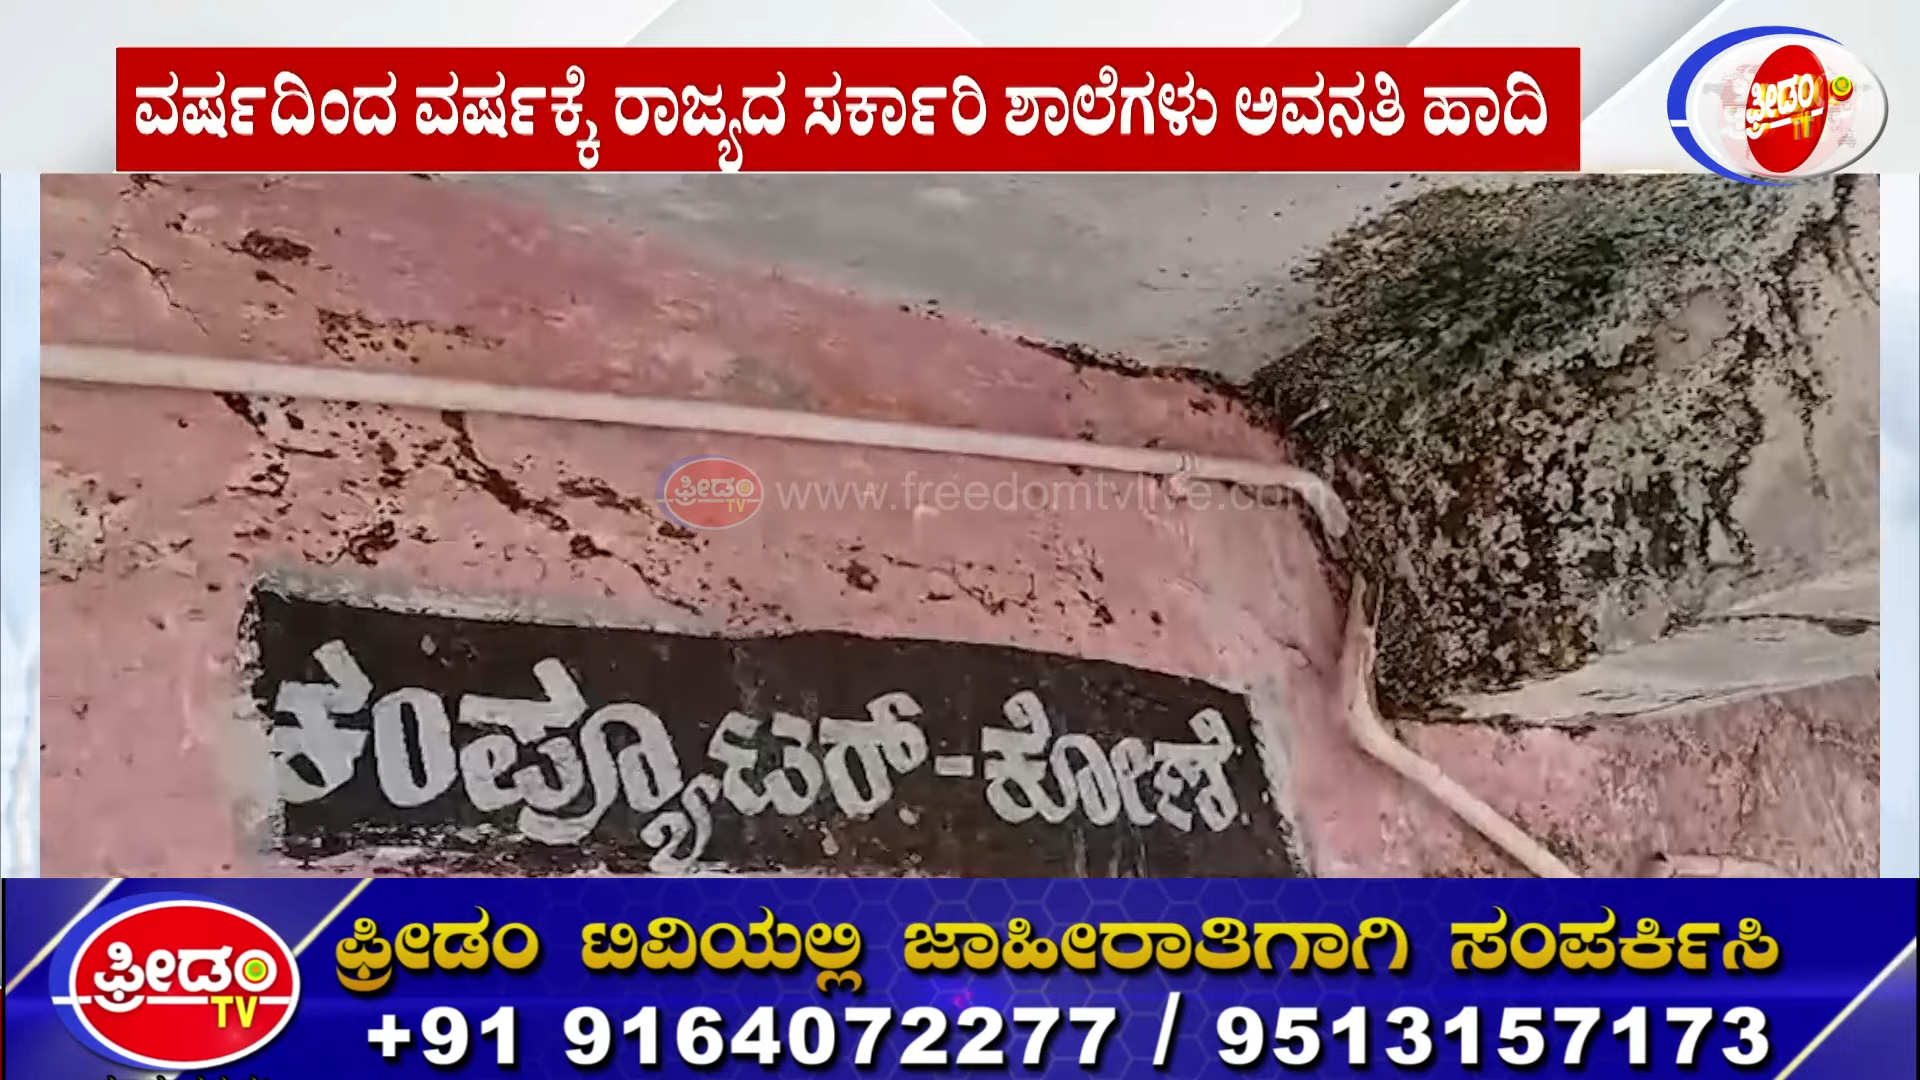 ವರ್ಷದಿಂದ ವರ್ಷಕ್ಕೆ ರಾಜ್ಯದ ಸರ್ಕಾರಿ ಶಾಲೆಗಳು ಅವನತಿ ಹಾದಿ
ಫ್ರೀಡಂ
TV
ಫ್ರೀಡಂ TV www.freedomtvlive.com
ಕಂಪ್ಯೂಟರ್-ಕೋಣೆ
ಫ್ರೀಡಂ
TV
ಫ್ರೀಡಂ ಟಿವಿಯಲ್ಲಿ ಜಾಹೀರಾತಿಗಾಗಿ ಸಂಪರ್ಕಿಸಿ
+91 9164072277 / 9513157173